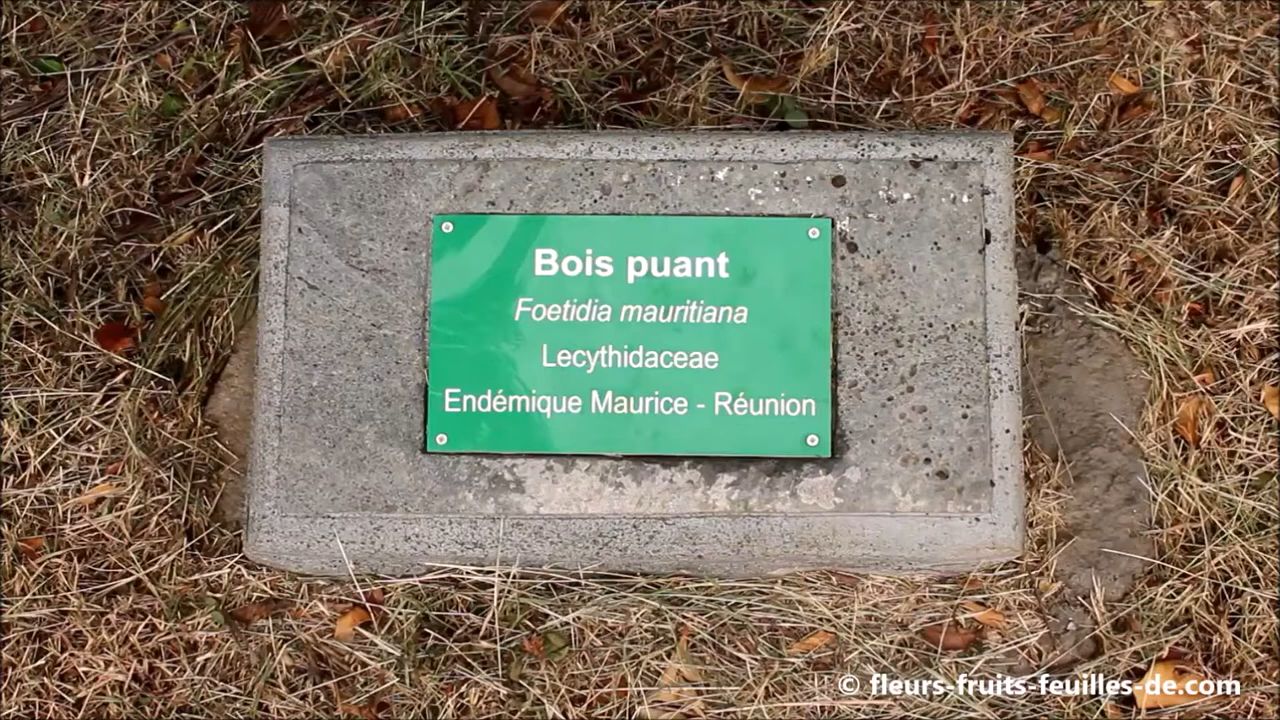 Bois puant
Foetidia mauritiana
Lecythidaceae
Endémique Maurice - Réunion
© fleurs-fruits-feuilles-de.com